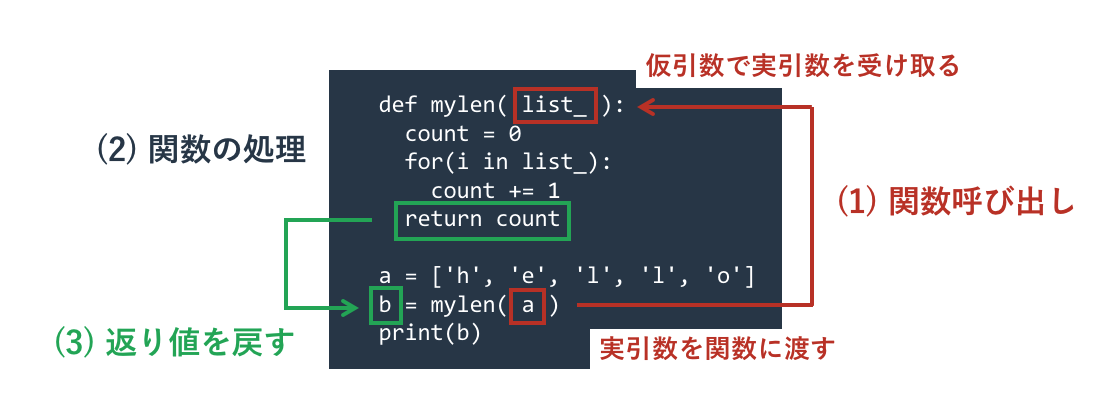 仮引数で実引数を受け取る
def mylen( list_ ):
(2) 関数の処理
count = 0
for(i in list_):
count += 1
(1) 関数呼び出し
return count
a = ['h', 'e', 'l', 'l', 'o']
b = mylen( a )
(3) 返り値を戻す
print(b)
実引数を関数に渡す